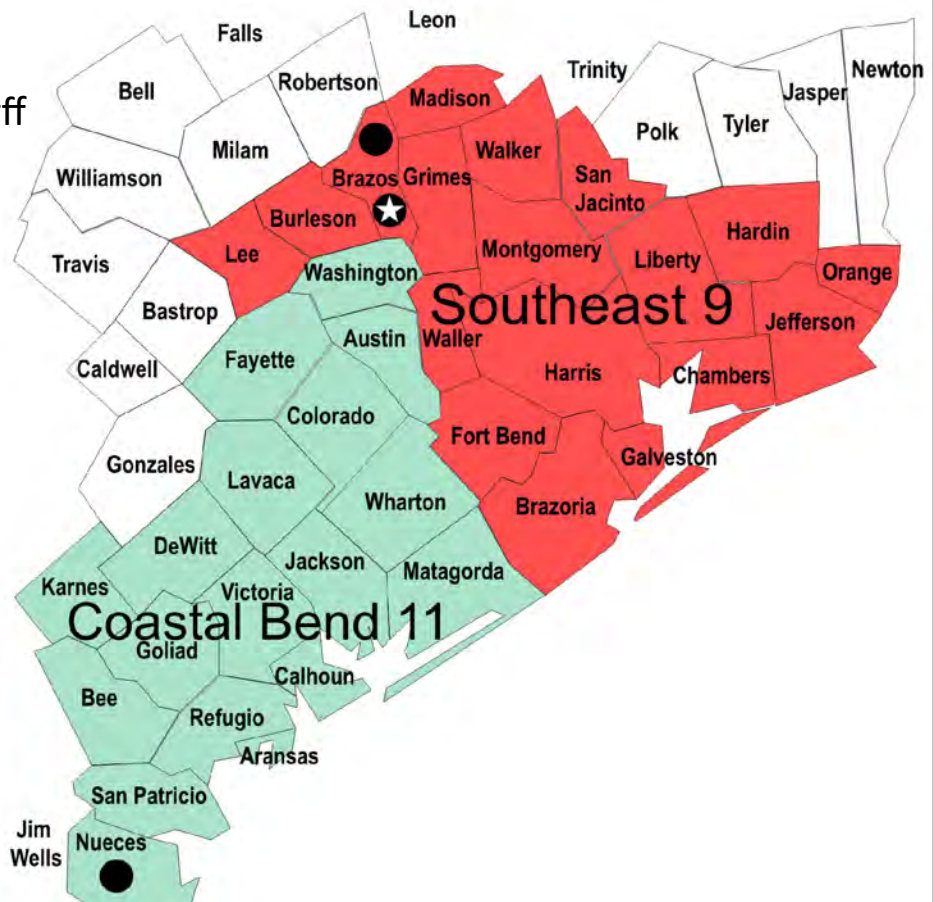 Leon
Falls
Trinity
Newton
Robertson
Bell
Jasper
Madison
ff
Tyler
Polk
Milam
Walker
Williamson
Brazos
Grimes
San
Jacinto
Burleson
Hardin
Lee
Montgomery
Liberty
Travis
Washington
Orange
Southeast 9
Bastrop
Jefferson
Austin
Waller
Fayette
Caldwell
Harris
Chambers
Colorado
Fort Bend
Galveston
Gonzales
Lavaca
Wharton
Brazoria
DeWitt
Jackson
Matagorda
Karnes
Victoria
Coastal Bend 11
Goliad
Calhoun
Bee
Refugio
Aransas
San Patricio
Jim
Wells
Nueces